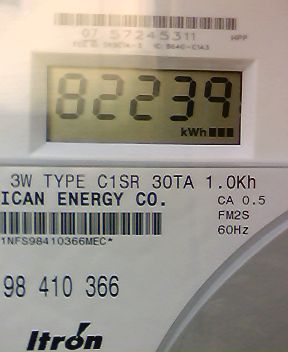 07 57245311 HPP
82239
kWh
3W TYPE C1SR 30TA 1.0Kh
ICAN ENERGY CO. CA 0.5
FM2S
1NFS98410366MEC* 60Hz
98 410 366
Itron